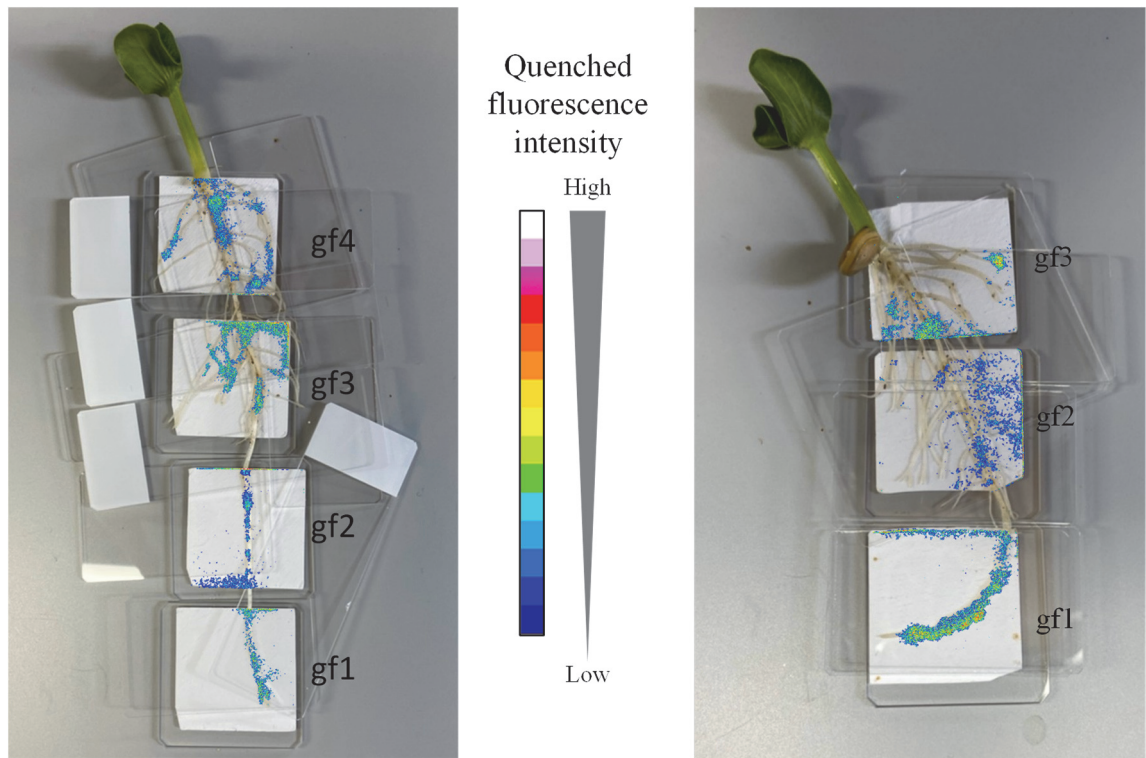 gf4
gf3
gf2
gf1
Quenched
fluorescence
intensity
High
Low
gf3
gf2
gf1